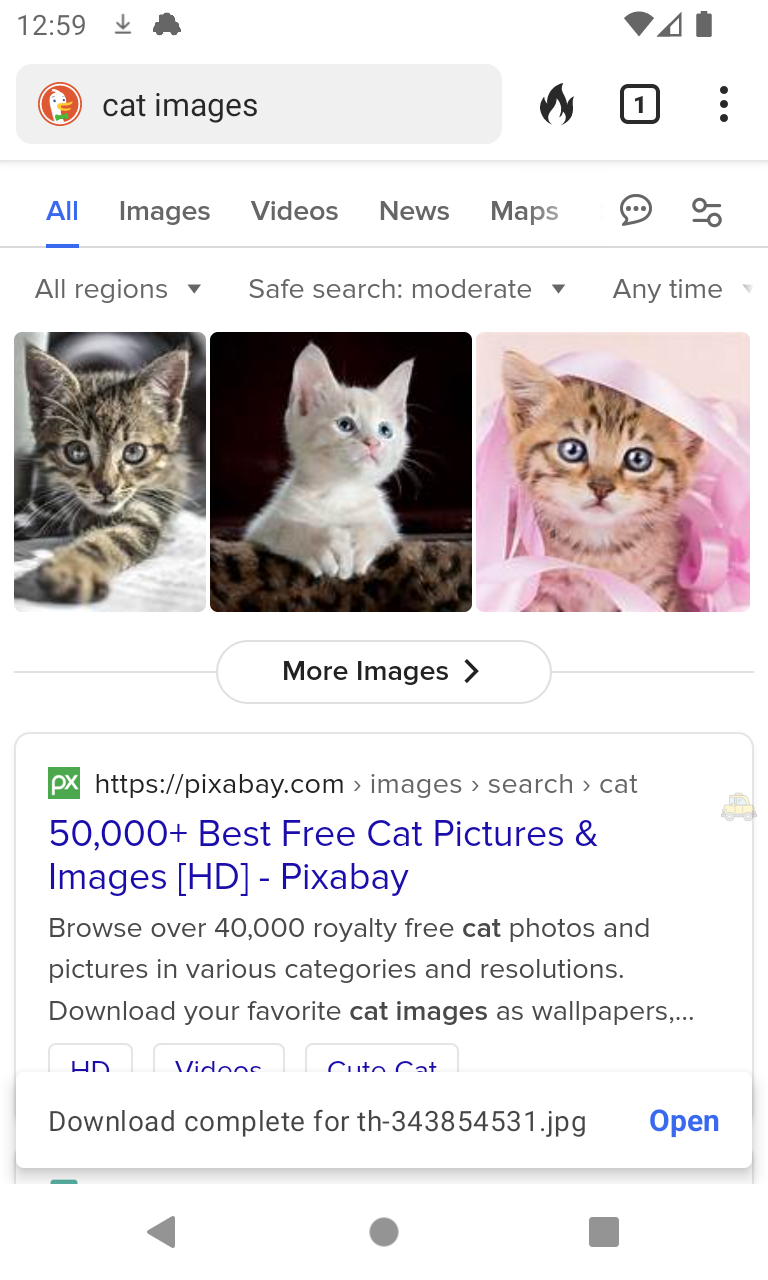 12:59
cat images
1
All Images Videos News Maps
All regions Safe search: moderate Any time
More Images
px https://pixabay.com › images › search › cat
50,000+ Best Free Cat Pictures &
Images [HD] - Pixabay
Browse over 40,000 royalty free cat photos and
pictures in various categories and resolutions.
Download your favorite cat images as wallpapers,...
HD Videos Cute Cat
Download complete for th-343854531.jpg Open